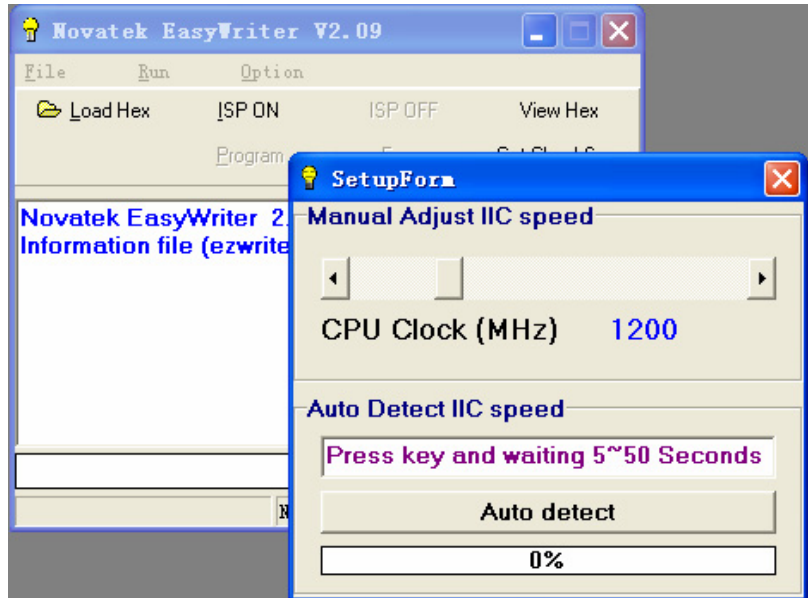 Novatek EasyWriter V2.09
File Run Option
Load Hex ISP ON ISP OFF View Hex
Program
Novatek EasyWriter 2.
Information file (ezwrite
SetupForm
Manual Adjust IIC speed
CPU Clock (MHz) 1200
Auto Detect IIC speed
Press key and waiting 5~50 Seconds
Auto detect
0%